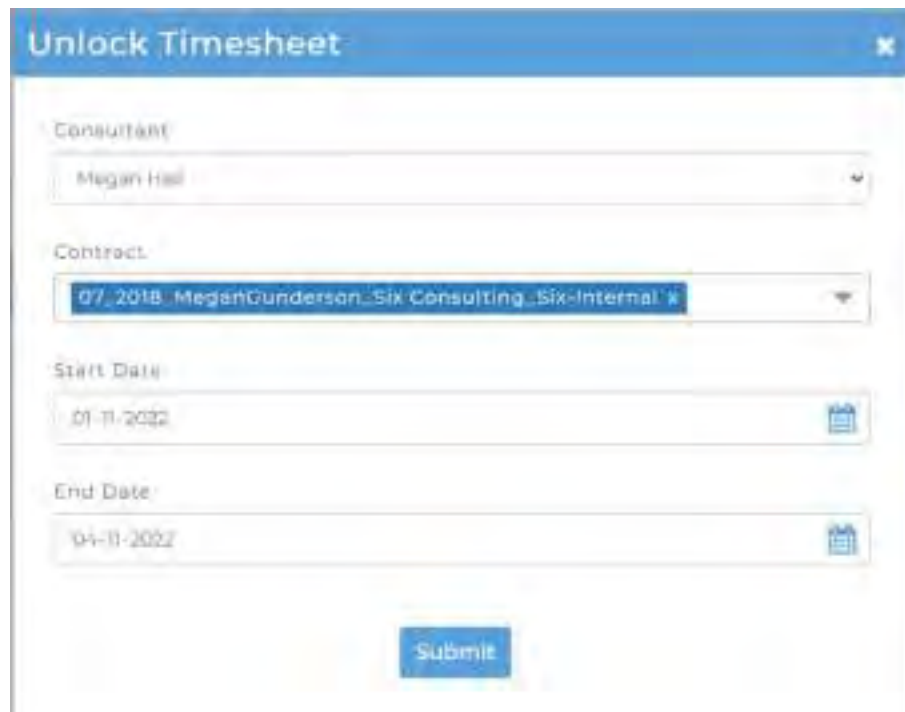 Unlock Timesheet
Consultant
Megan Hall
Contract
07_2018_MeganGunderson_Six Consulting_Six-Internal x
Start Date
01-11-2022
End Date
04-11-2022
Submit